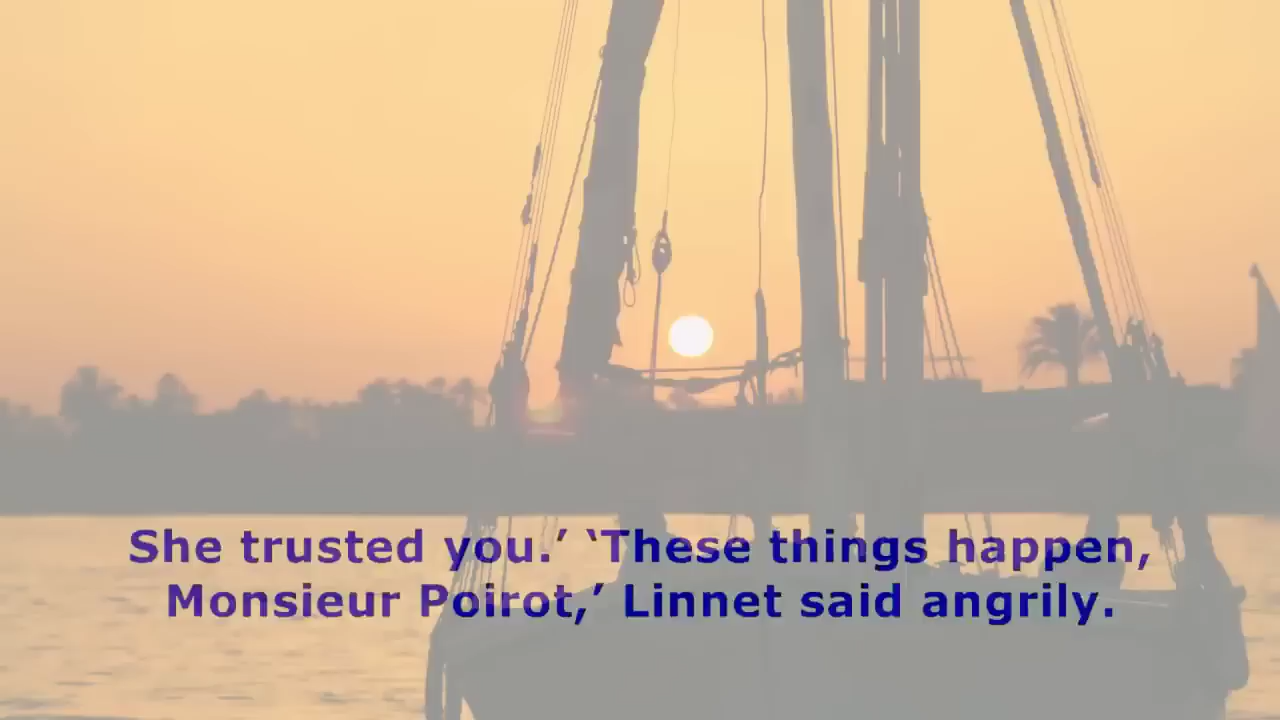 She trusted you.’ ‘These things happen,
Monsieur Poirot,’ Linnet said angrily.